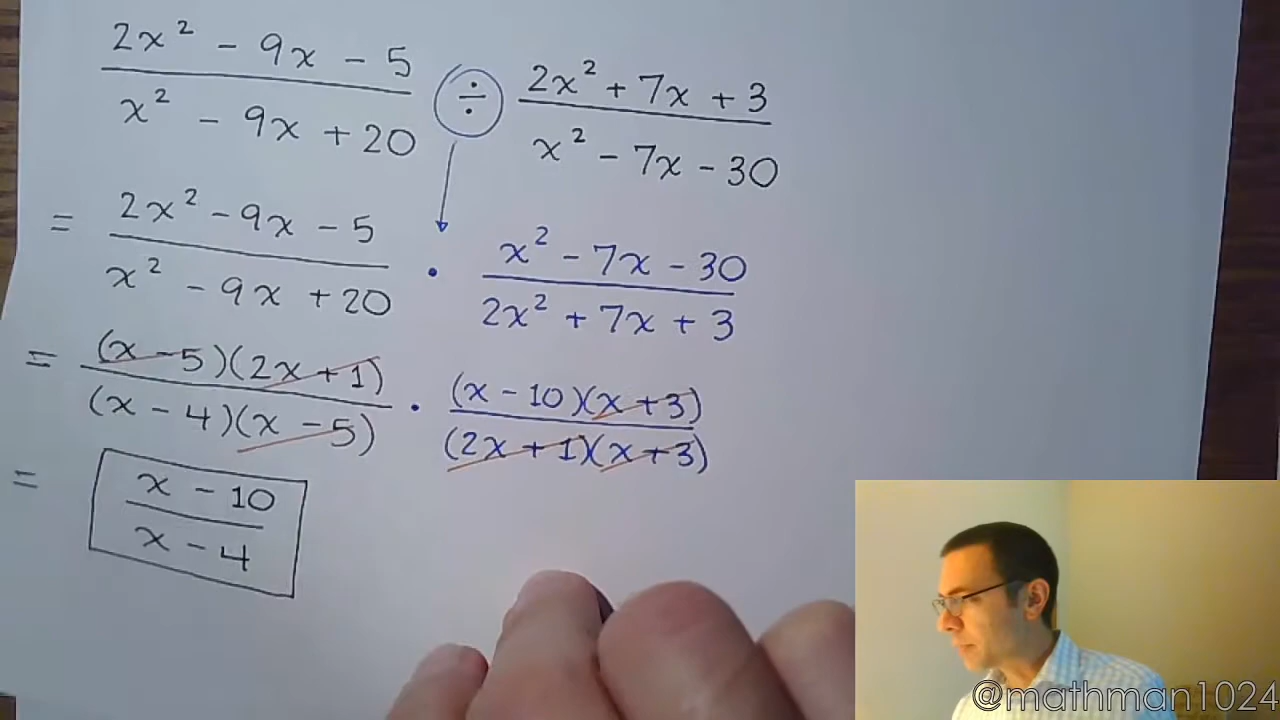 2x² - 9x - 5 ÷ 2x² + 7x + 3
x² - 9x + 20 x² - 7x - 30
= 2x² - 9x - 5 · x² - 7x - 30
x² - 9x + 20 2x² + 7x + 3
= (x - 5)(2x + 1) · (x - 10)(x + 3)
(x - 4)(x - 5) (2x + 1)(x + 3)
= x - 10
x - 4
@mathman1024